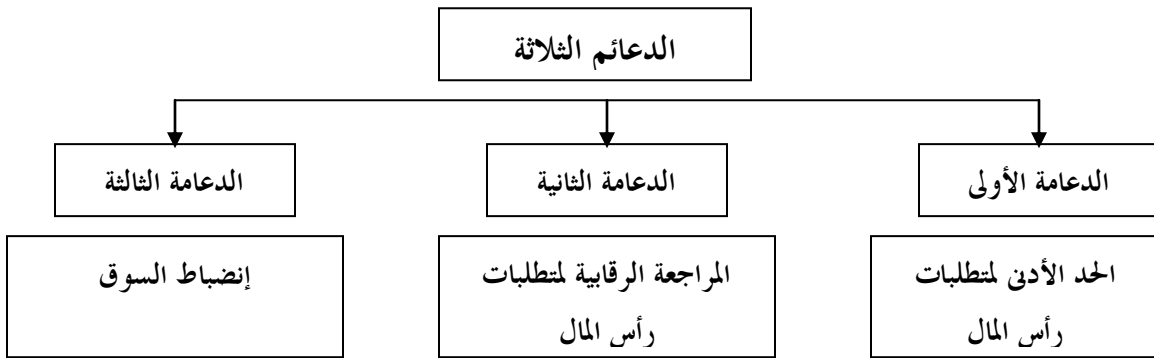 الدعائم الثلاثة
الدعامة الأولى
الدعامة الثانية
الدعامة الثالثة
الحد الأدنى لمتطلبات
رأس المال
المراجعة الرقابية لمتطلبات
رأس المال
إنضباط السوق